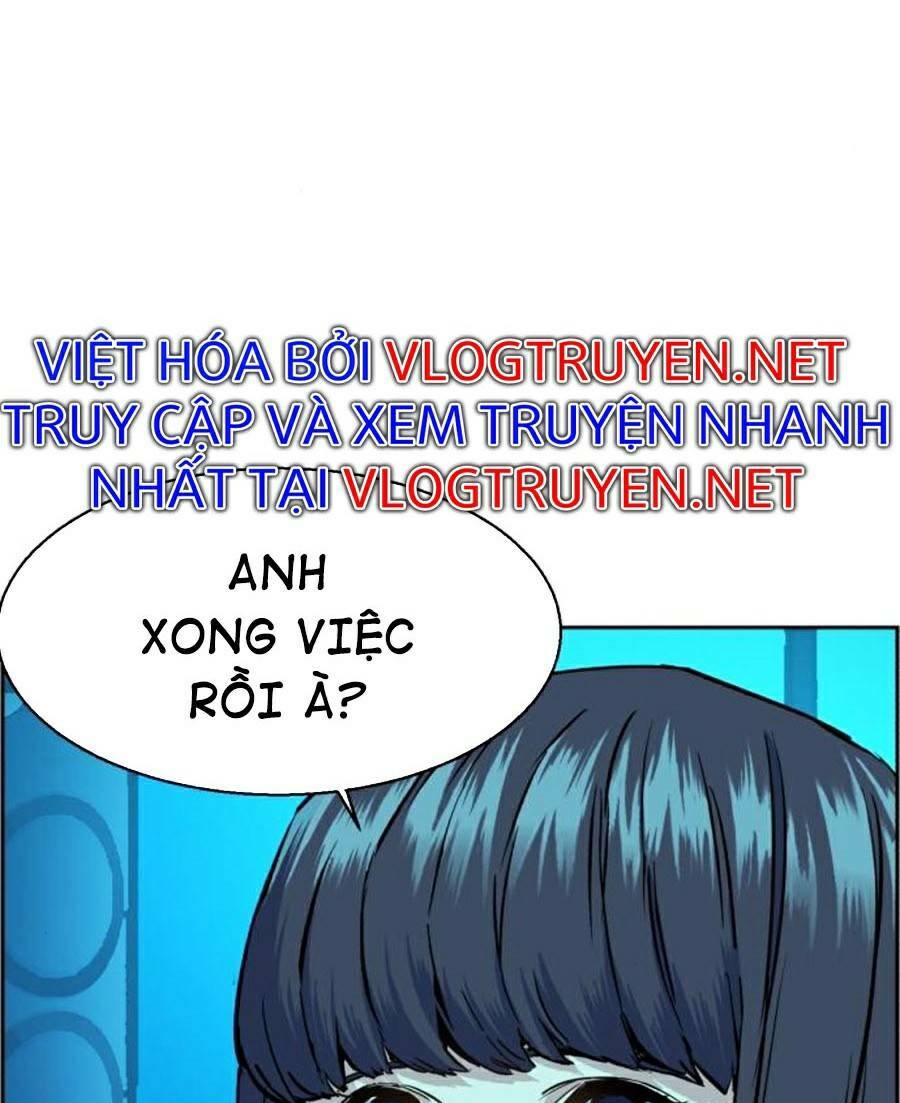 VIỆT HÓA BỞI VLOGTRUYEN.NET
TRUY CẬP VÀ XEM TRUYỆN NHANH
NHẤT TẠI VLOGTRUYEN.NET
ANH
XONG VIỆC
RỒI À?